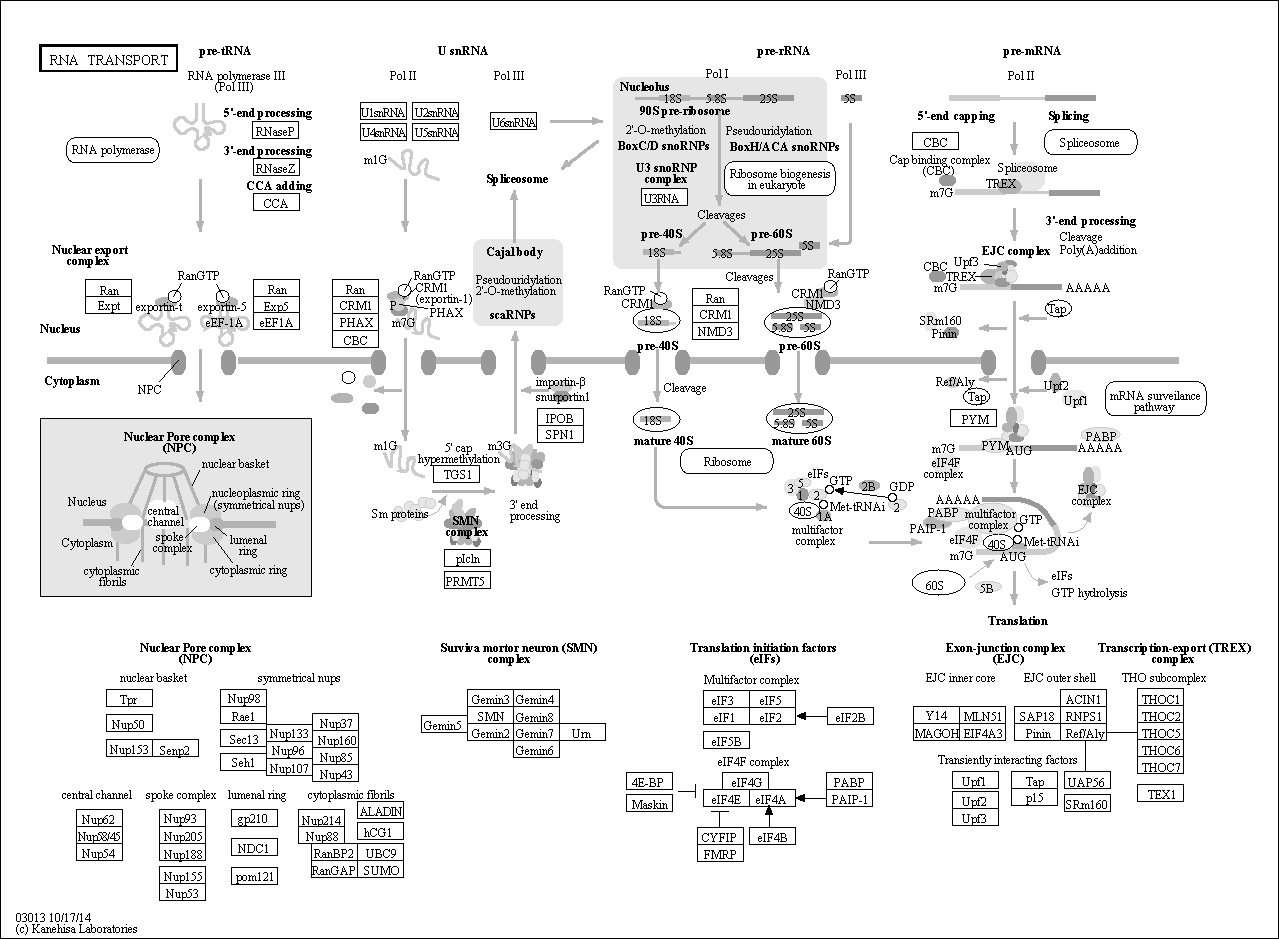 RNA TRANSPORT
pre-tRNA
RNA polymerase III
(Pol III)
5'-end processing
RNaseP
3'-end processing
RNaseZ
CCA adding
CCA
RNA polymerase
Nuclear export
complex
Ran
Expt
RanGTP
exportin-t
exportin-5
eEF-1A
Ran
Exp5
eEF1A
Nucleus
Cytoplasm
NPC
U snRNA
Pol II
Pol III
U1snRNA
U2snRNA
U4snRNA
U5snRNA
U6snRNA
m1G
Spliceosome
Cajal body
Pseudouridylation
2'-O-methylation
scaRNPs
Ran
CRM1
PHAX
CBC
RanGTP
CRM1
(exportin-1)
P
PHAX
m7G
importin-β
snurportin1
IPOB
SPN1
m1G
5' cap
hypermethylation
TGS1
m3G
Sm proteins
SMN
complex
pIcln
PRMT5
3' end
processing
pre-rRNA
Pol I
Pol III
Nucleolus
18S
5.8S
25S
5S
90S pre-ribosome
2'-O-methylation
BoxC/D snoRNPs
Pseudouridylation
BoxH/ACA snoRNPs
U3 snoRNP
complex
U3RNA
Ribosome biogenesis
in eukaryote
Cleavages
pre-40S
18S
pre-60S
5.8S
25S
5S
Cleavages
RanGTP
CRM1
18S
pre-40S
Ran
CRM1
NMD3
RanGTP
CRM1
NMD3
25S
5.8S
5S
pre-60S
Cleavage
18S
mature 40S
25S
5.8S
5S
mature 60S
Ribosome
eIFs
GTP
3
5
1
2
40S
1A
Met-tRNAi
multifactor
complex
2B
GDP
2
pre-mRNA
Pol II
5'-end capping
Splicing
CBC
Spliceosome
Cap binding complex
(CBC)
m7G
TREX
Spliceosome
3'-end processing
Cleavage
Poly(A)addition
EJC complex
CBC
Upf3
TREX
m7G
AAAAA
Tap
SRm160
Pinin
Ref/Aly
Tap
Upf2
Upf1
mRNA surveilance
pathway
PYM
m7G
PYM
AUG
PABP
AAAAA
eIF4F
complex
EJC
complex
AAAAA
PABP
PAIP-1
multifactor
complex
GTP
eIF4F
40S
Met-tRNAi
m7G
AUG
60S
5B
eIFs
GTP hydrolysis
Translation
Nuclear Pore complex
(NPC)
nuclear basket
Nucleus
nucleoplasmic ring
(symmetrical nups)
central
channel
Cytoplasm
spoke
complex
lumenal
ring
cytoplasmic
fibrils
cytoplasmic ring
Nuclear Pore complex
(NPC)
nuclear basket
Tpr
Nup50
Nup153
Senp2
symmetrical nups
Nup98
Rae1
Sec13
Seh1
Nup133
Nup96
Nup107
Nup37
Nup160
Nup85
Nup43
central channel
Nup62
Nup58/45
Nup54
spoke complex
Nup93
Nup205
Nup188
Nup155
Nup53
lumenal ring
gp210
NDC1
pom121
cytoplasmic fibrils
Nup214
Nup88
ALADIN
hCG1
RanBP2
UBC9
RanGAP
SUMO
Surviva mortor neuron (SMN)
complex
Gemin5
Gemin3
Gemin4
SMN
Gemin8
Gemin2
Gemin7
Gemin6
Urn
Translation initiation factors
(eIFs)
Multifactor complex
eIF3
eIF5
eIF1
eIF2
eIF2B
eIF5B
eIF4F complex
4E-BP
Maskin
eIF4G
eIF4E
eIF4A
PABP
PAIP-1
CYFIP
FMRP
eIF4B
Exon-junction complex
(EJC)
EJC inner core
Y14
MLN51
MAGOH
EIF4A3
EJC outer shell
ACIN1
SAP18
RNPS1
Pinin
Ref/Aly
Transiently interacting factors
Upf1
Upf2
Upf3
Tap
p15
UAP56
SRm160
Transcription-export (TREX)
complex
THO subcomplex
THOC1
THOC2
THOC5
THOC6
THOC7
TEX1
03013 10/17/14
(c) Kanehisa Laboratories